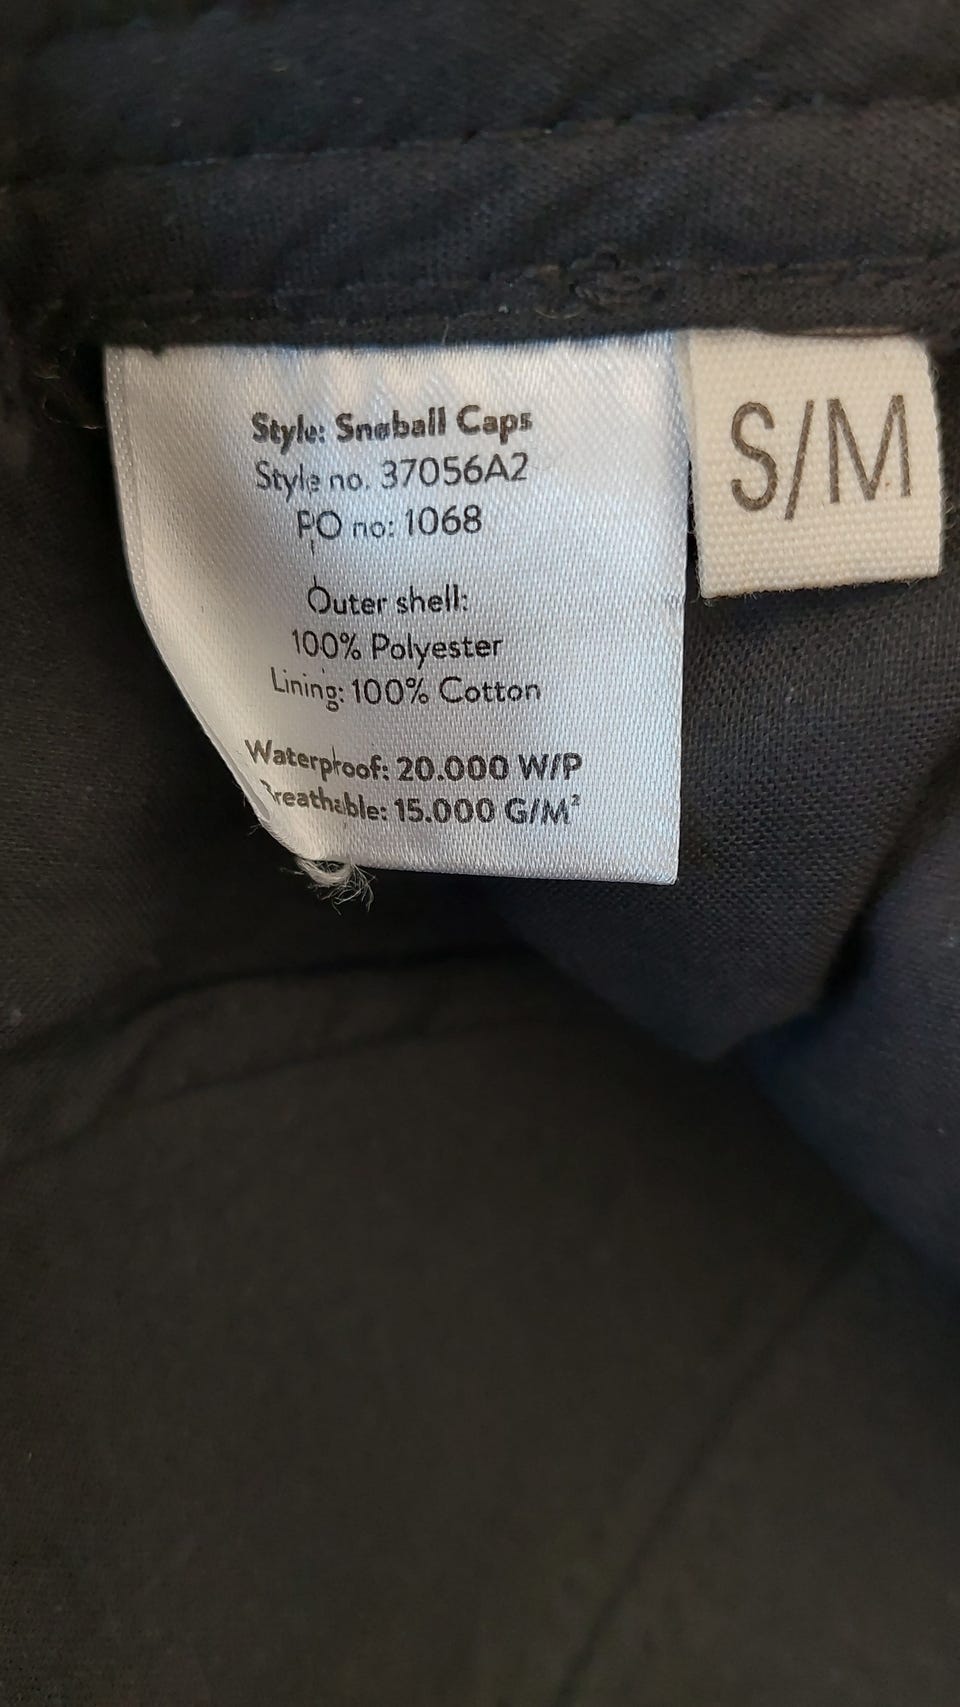 Style: Snøball Caps
Style no. 37056A2
PO no: 1068
Outer shell:
100% Polyester
Lining: 100% Cotton
Waterproof: 20.000 W/P
Breathable: 15.000 G/M²
S/M